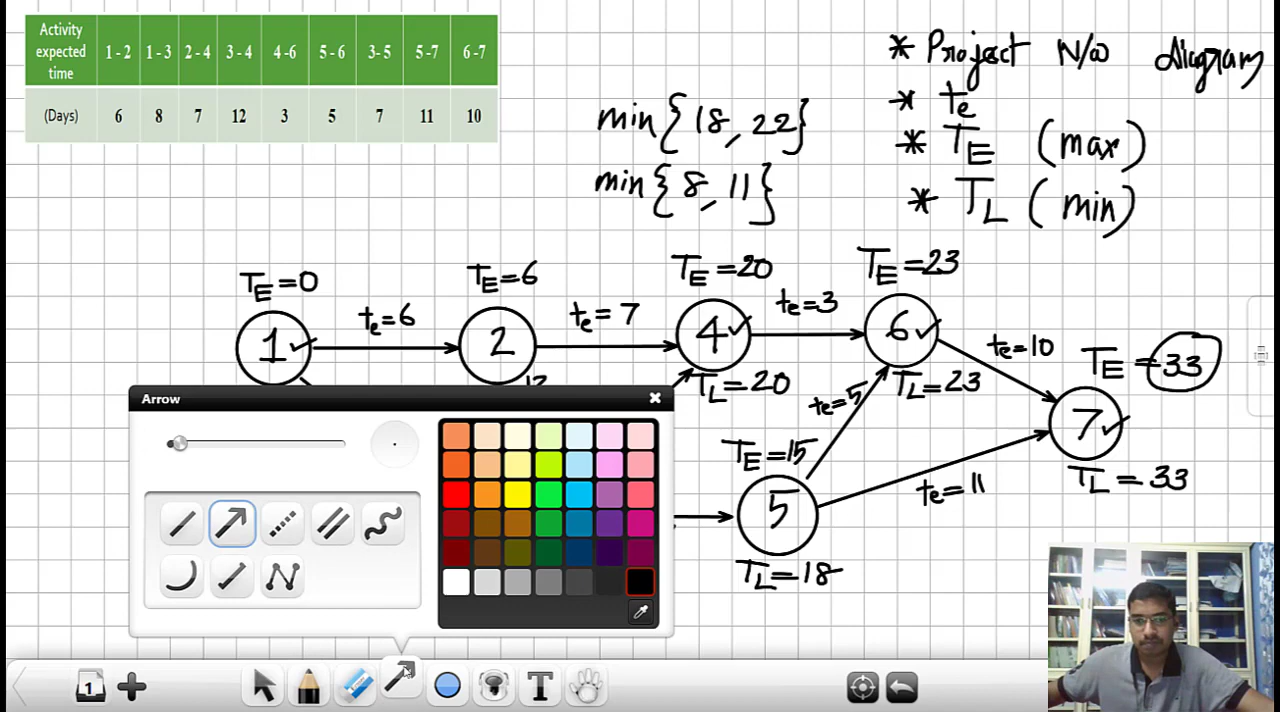 Activity expected time 1 - 2 1 - 3 2 - 4 3 - 4 4 -6 5 - 6 3- 5 5 -7 6 -7
(Days) 6 8 7 12 3 5 7 11 10
* Project N/w Diagram
* te
* TE (max)
* TL (min)
min{18, 22}
min{8, 11}
TE=0
TE=6
TE=20
TE=23
te=6
te=7
te=3
te=10
TE=33
1
2
4
6
7
TL=20
TL=23
te=5
TL=33
TE=15
te=11
5
TL=18
Arrow
1
T